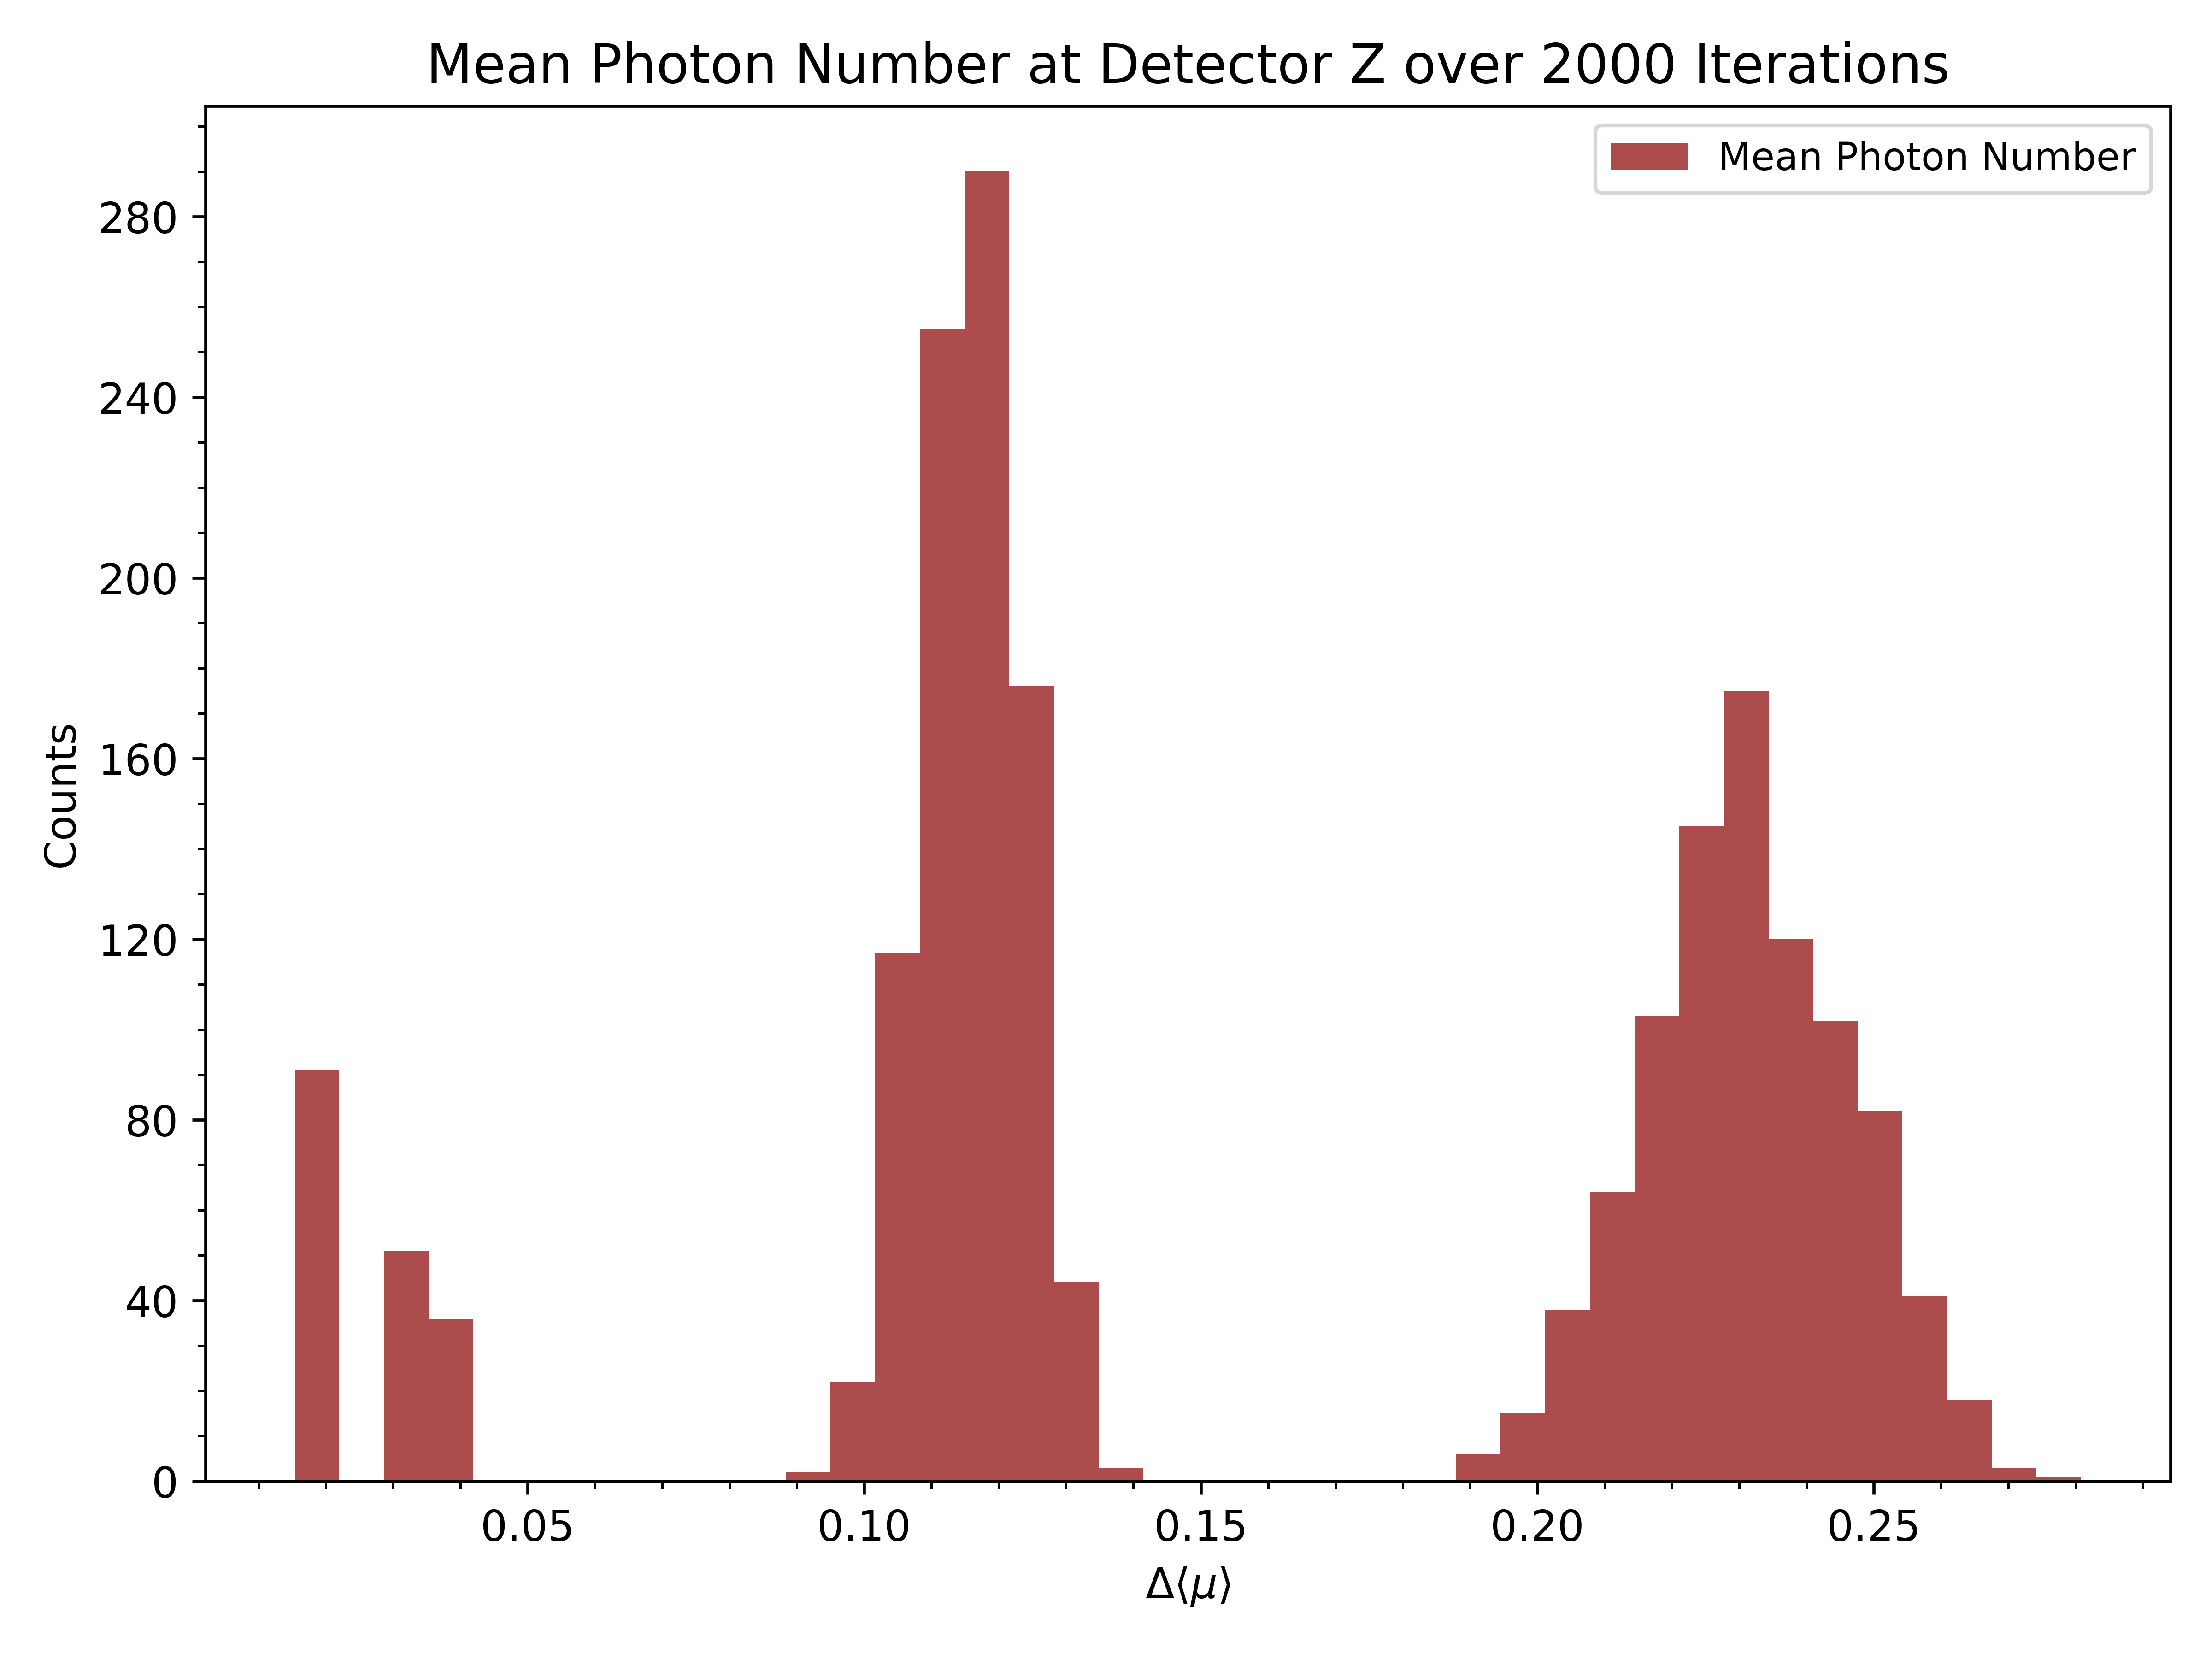 Mean Photon Number at Detector Z over 2000 Iterations
Mean Photon Number
280
240
200
160
120
80
40
0
Counts
0.05 0.10 0.15 0.20 0.25
Δ⟨μ⟩